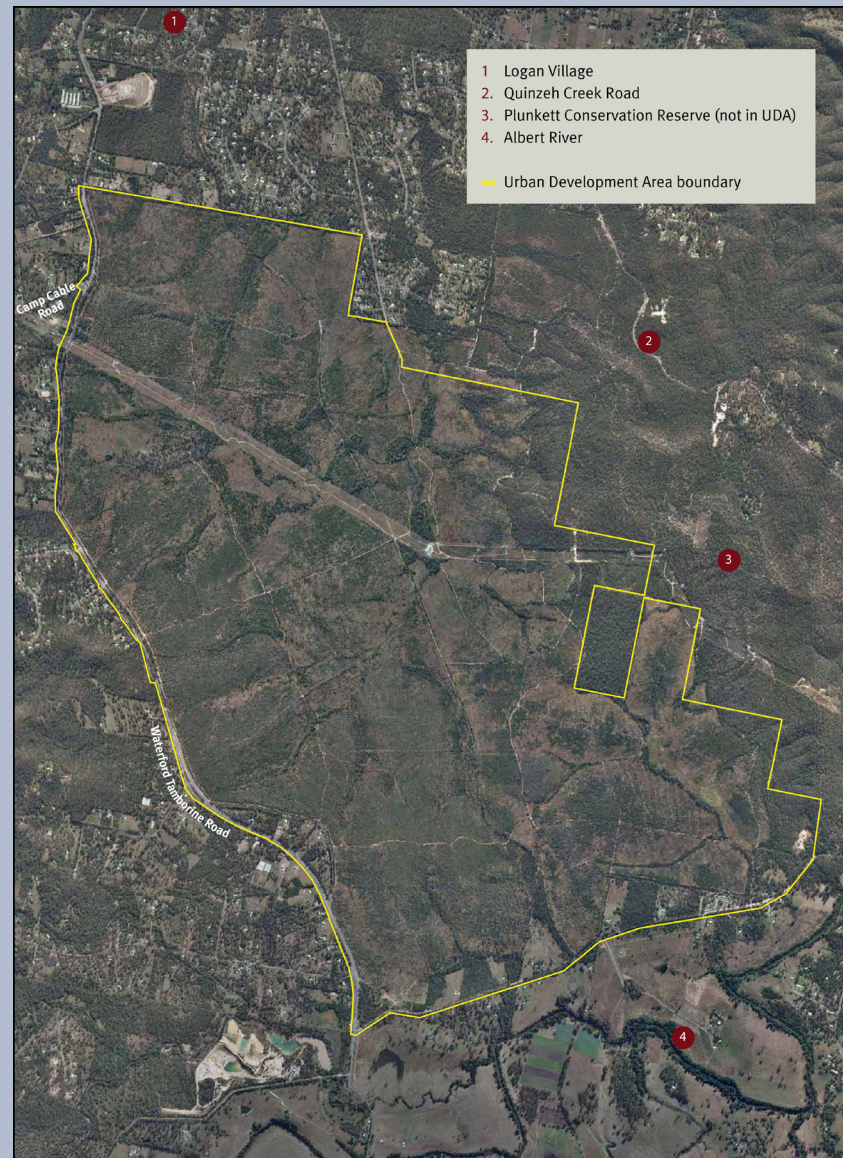 1
1 Logan Village
2. Quinzeh Creek Road
3. Plunkett Conservation Reserve (not in UDA)
4. Albert River
Urban Development Area boundary
Camp Cable
Road
2
3
Waterford Tamborine Road
4